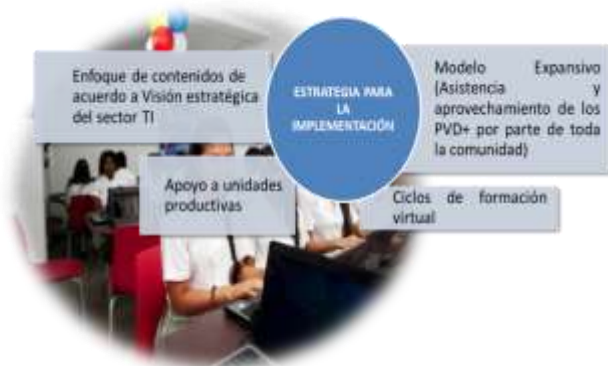 Enfoque de contenidos de
acuerdo a Visión estratégica
del sector TI
ESTRATEGIA PARA
LA
IMPLEMENTACIÓN
Modelo Expansivo
(Asistencia y
aprovechamiento de los
PVD+ por parte de toda
la comunidad)
Apoyo a unidades
productivas
Ciclos de formación
virtual